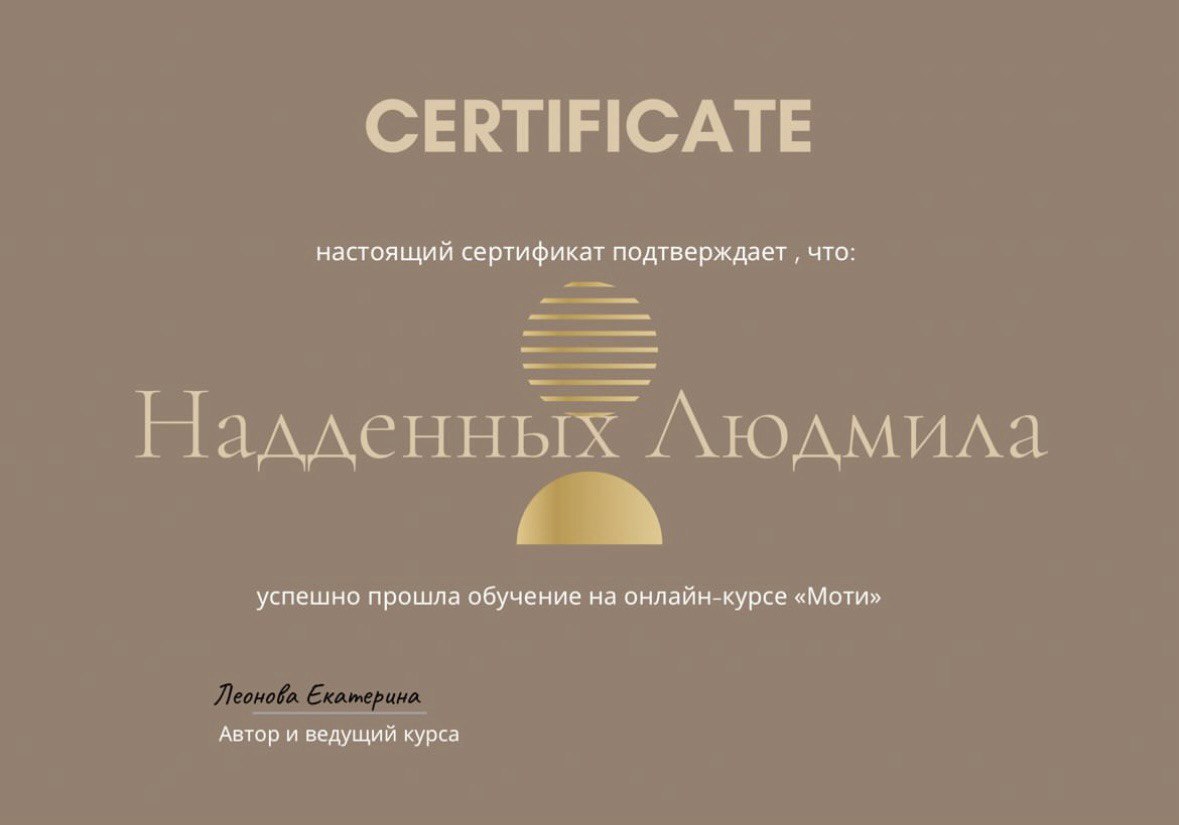 CERTIFICATE
настоящий сертификат подтверждает , что:
Надденных Людмила
успешно прошла обучение на онлайн-курсе «Моти»
Леонова Екатерина
Автор и ведущий курса